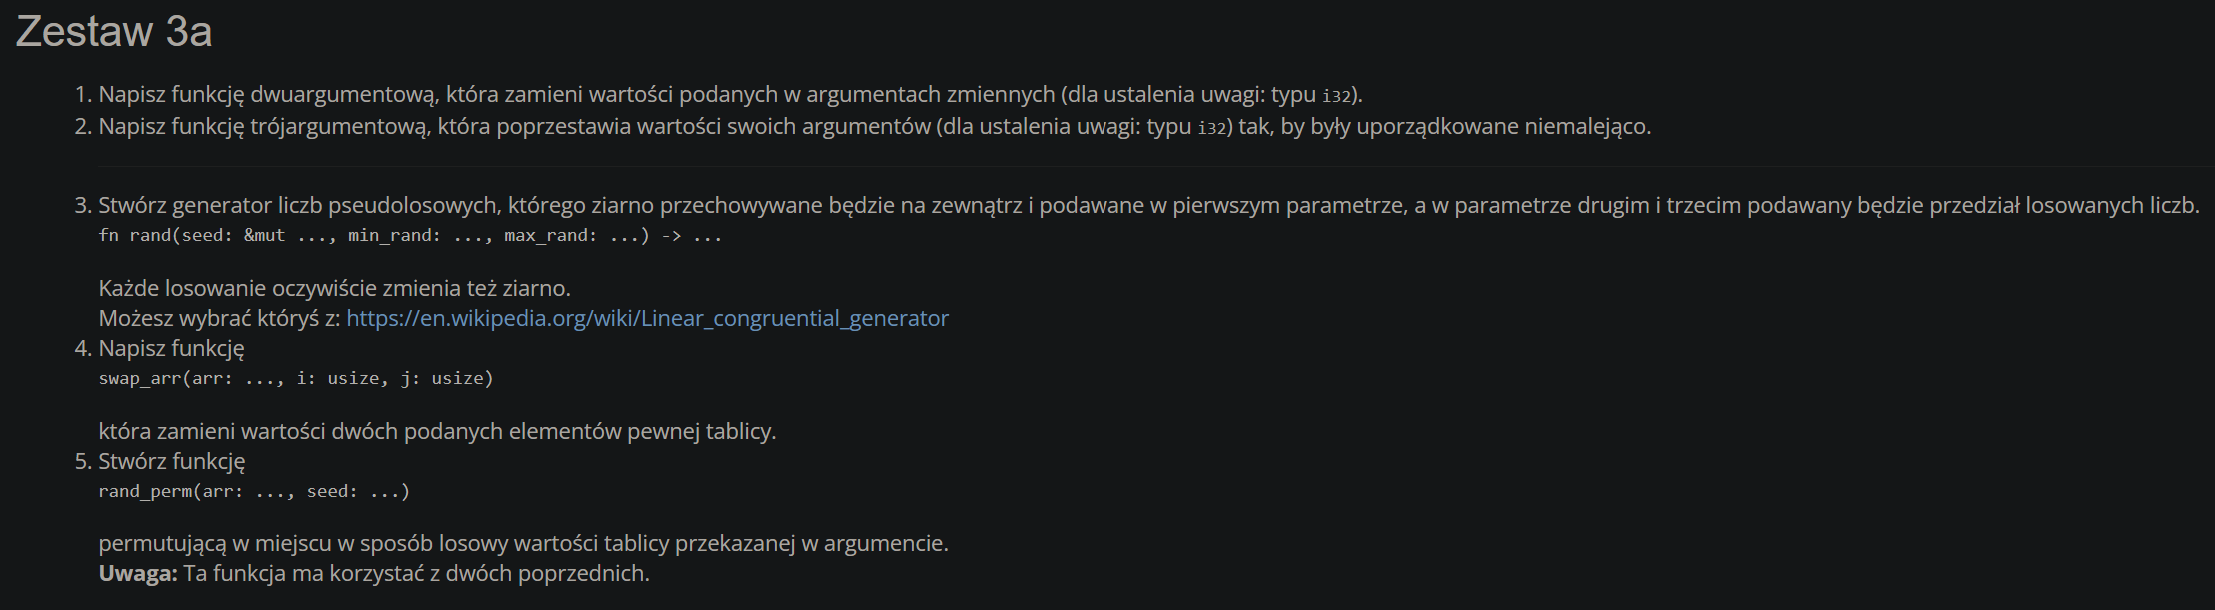 Zestaw 3a
1. Napisz funkcję dwuargumentową, która zamieni wartości podanych w argumentach zmiennych (dla ustalenia uwagi: typu i32).
2. Napisz funkcję trójargumentową, która poprzestawia wartości swoich argumentów (dla ustalenia uwagi: typu i32) tak, by były uporządkowane niemalejąco.
3. Stwórz generator liczb pseudolosowych, którego ziarno przechowywane będzie na zewnątrz i podawane w pierwszym parametrze, a w parametrze drugim i trzecim podawany będzie przedział losowanych liczb.
fn rand(seed: &mut ..., min_rand: ..., max_rand: ...) -> ...
Każde losowanie oczywiście zmienia też ziarno.
Możesz wybrać któryś z: https://en.wikipedia.org/wiki/Linear_congruential_generator
4. Napisz funkcję
swap_arr(arr: ..., i: usize, j: usize)
która zamieni wartości dwóch podanych elementów pewnej tablicy.
5. Stwórz funkcję
rand_perm(arr: ..., seed: ...)
permutującą w miejscu w sposób losowy wartości tablicy przekazanej w argumencie.
Uwaga: Ta funkcja ma korzystać z dwóch poprzednich.